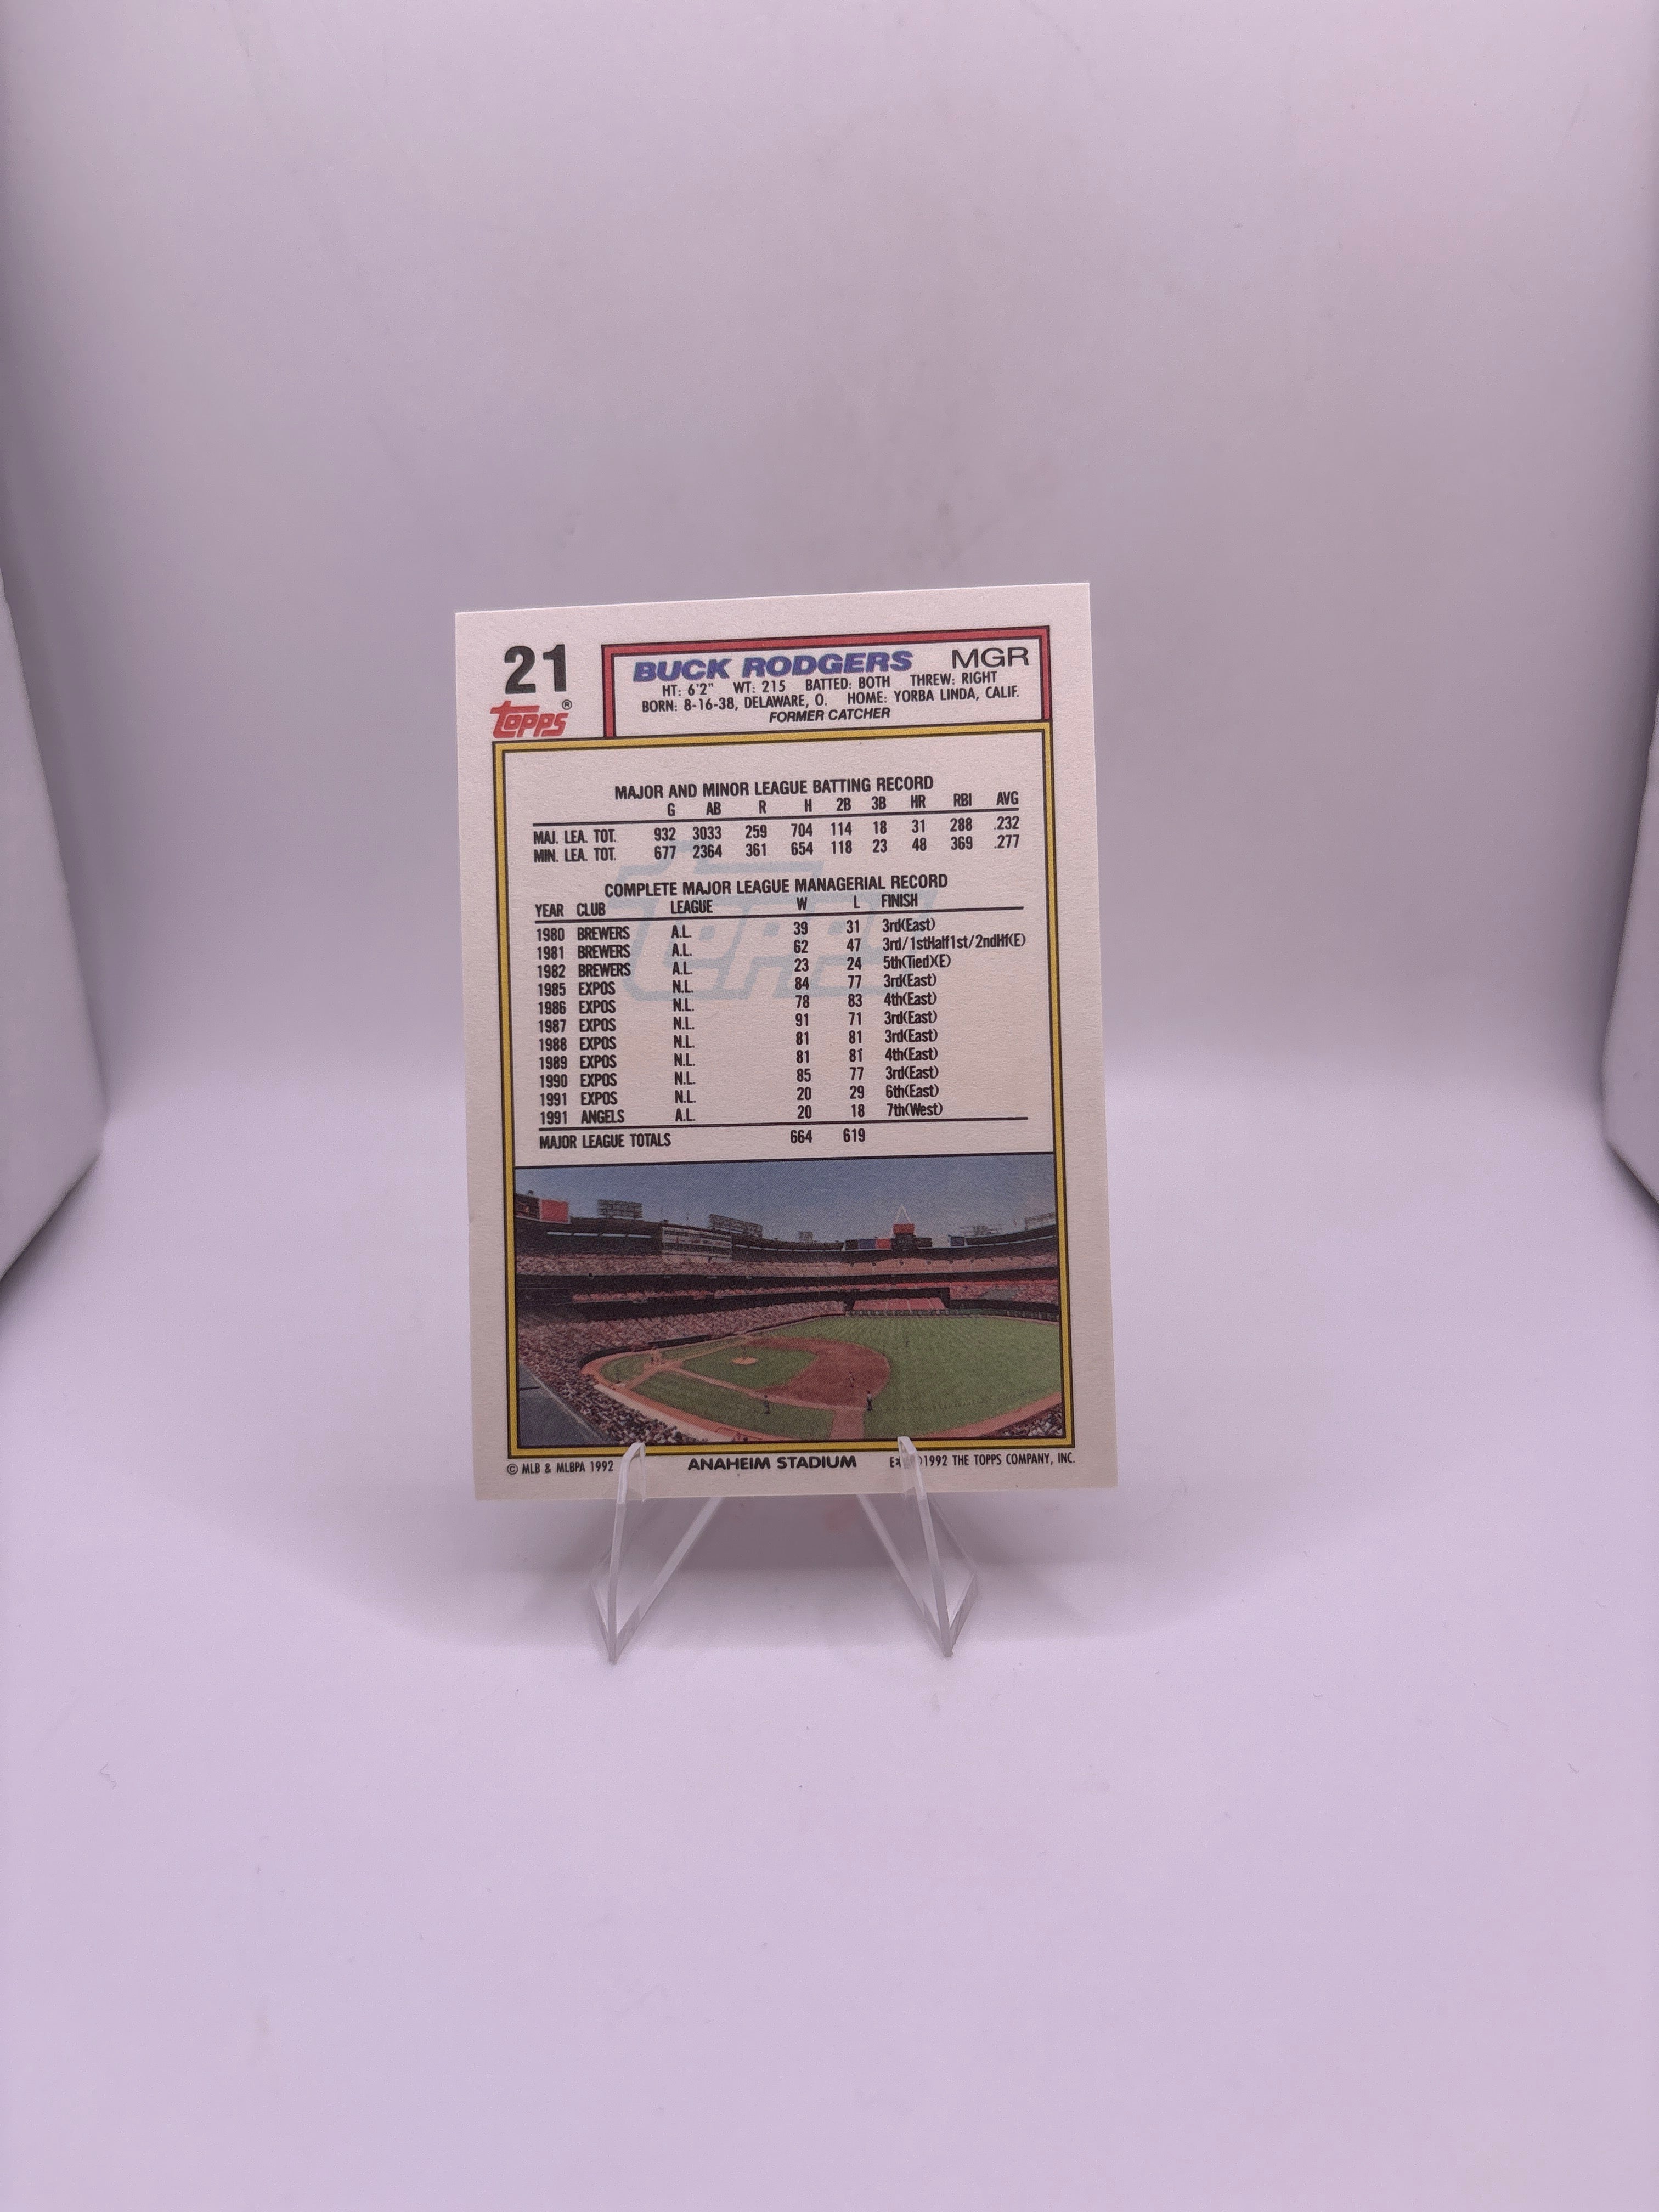 21
Topps®
BUCK RODGERS MGR
HT: 6'2" WT: 215 BATTED: BOTH THREW: RIGHT
BORN: 8-16-38, DELAWARE, O. HOME: YORBA LINDA, CALIF.
FORMER CATCHER
MAJOR AND MINOR LEAGUE BATTING RECORD
G AB R H 2B 3B HR RBI AVG
MAJ. LEA. TOT. 932 3033 259 704 114 18 31 288 .232
MIN. LEA. TOT. 677 2364 361 654 118 23 48 369 .277
COMPLETE MAJOR LEAGUE MANAGERIAL RECORD
YEAR CLUB LEAGUE W L FINISH
1980 BREWERS A.L. 39 31 3rd(East)
1981 BREWERS A.L. 62 47 3rd/1stHalf1st/2ndHf(E)
1982 BREWERS A.L. 23 24 5th(Tied)(E)
1985 EXPOS N.L. 84 77 3rd(East)
1986 EXPOS N.L. 78 83 4th(East)
1987 EXPOS N.L. 91 71 3rd(East)
1988 EXPOS N.L. 81 81 3rd(East)
1989 EXPOS N.L. 81 81 4th(East)
1990 EXPOS N.L. 85 77 3rd(East)
1991 EXPOS N.L. 20 29 6th(East)
1991 ANGELS A.L. 20 18 7th(West)
MAJOR LEAGUE TOTALS 664 619
Topps
© MLB & MLBPA 1992 ANAHEIM STADIUM 1992 THE TOPPS COMPANY, INC.